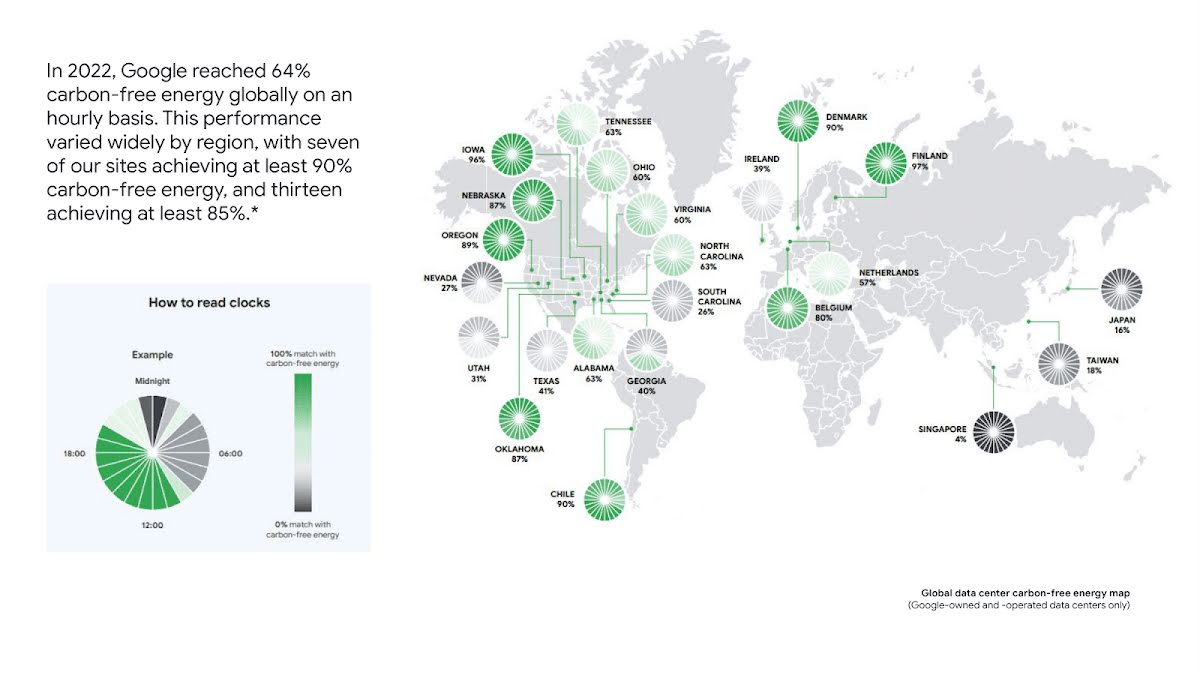 In 2022, Google reached 64%
carbon-free energy globally on an
hourly basis. This performance
varied widely by region, with seven
of our sites achieving at least 90%
carbon-free energy, and thirteen
achieving at least 85%.*
How to read clocks
Example
Midnight
18:00
06:00
12:00
100% match with
carbon-free energy
0% match with
carbon-free energy
TENNESSEE
63%
IOWA
96%
OHIO
60%
NEBRASKA
87%
VIRGINIA
60%
OREGON
89%
NORTH
CAROLINA
63%
NEVADA
27%
SOUTH
CAROLINA
26%
UTAH
31%
TEXAS
41%
ALABAMA
63%
GEORGIA
40%
OKLAHOMA
87%
CHILE
90%
DENMARK
90%
IRELAND
39%
FINLAND
97%
NETHERLANDS
57%
BELGIUM
80%
JAPAN
16%
TAIWAN
18%
SINGAPORE
4%
Global data center carbon-free energy map
(Google-owned and -operated data centers only)